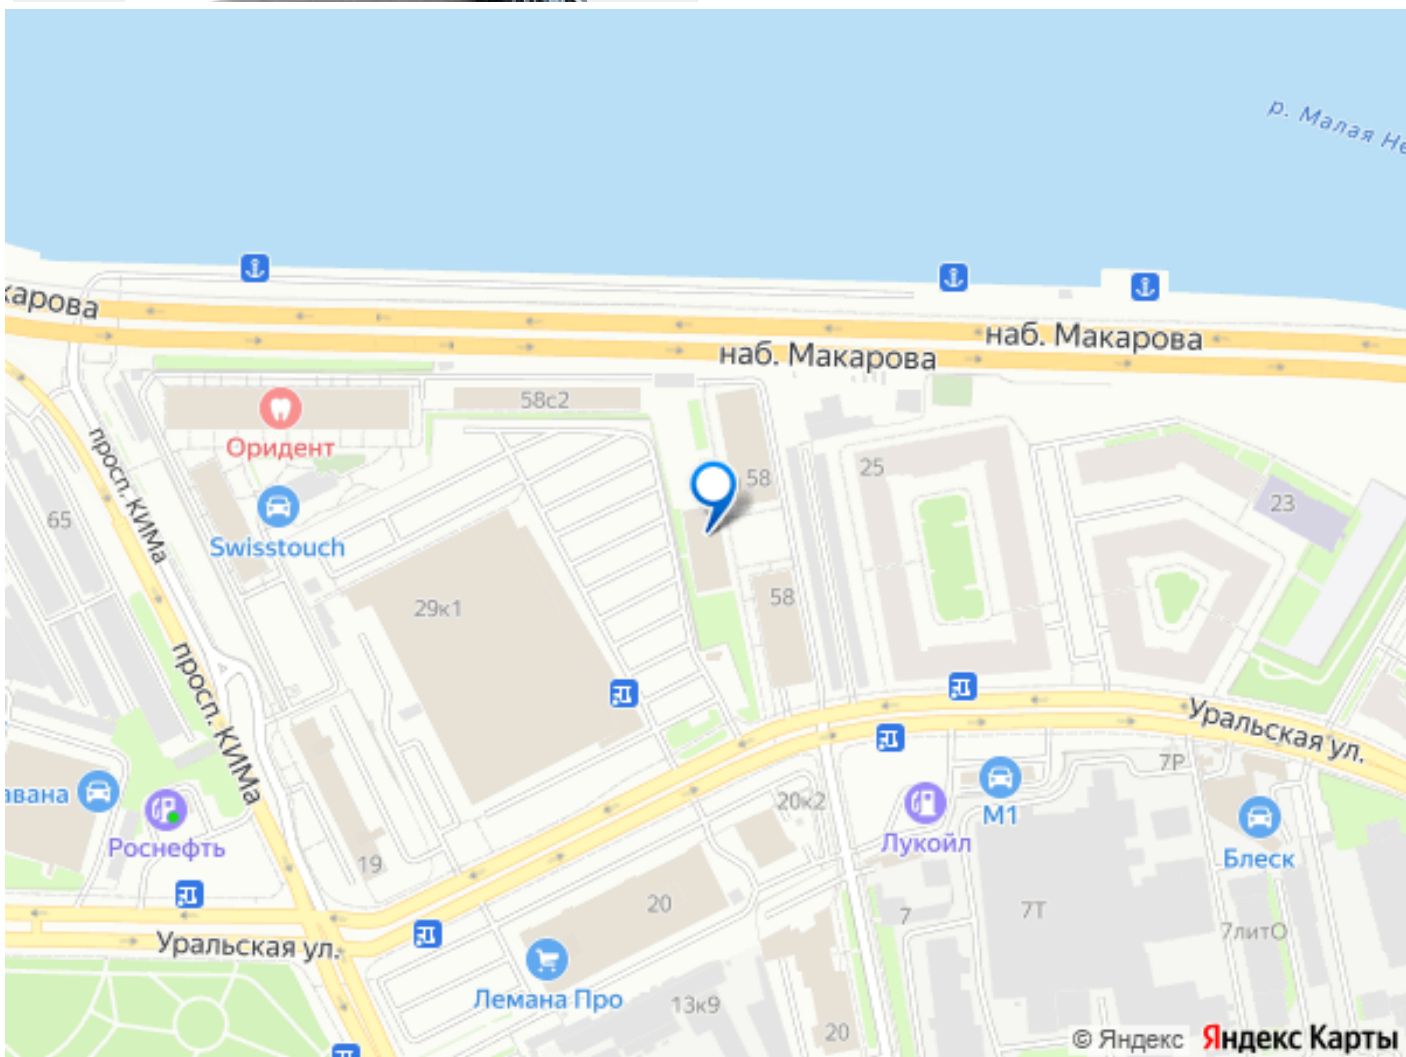 р. Малая Не
карова
наб. Макарова
наб. Макарова
58с2
Оридент
просп. КИМа
58
25
23
65
Swisstouch
29к1
58
просп. КИМа
Уральская ул.
7Р
авана
20к2
М1
Роснефть
Лукойл
Блеск
19
20
7
7Т
7литО
Уральская ул.
Лемана Про
13к9
20
© Яндекс Яндекс Карты